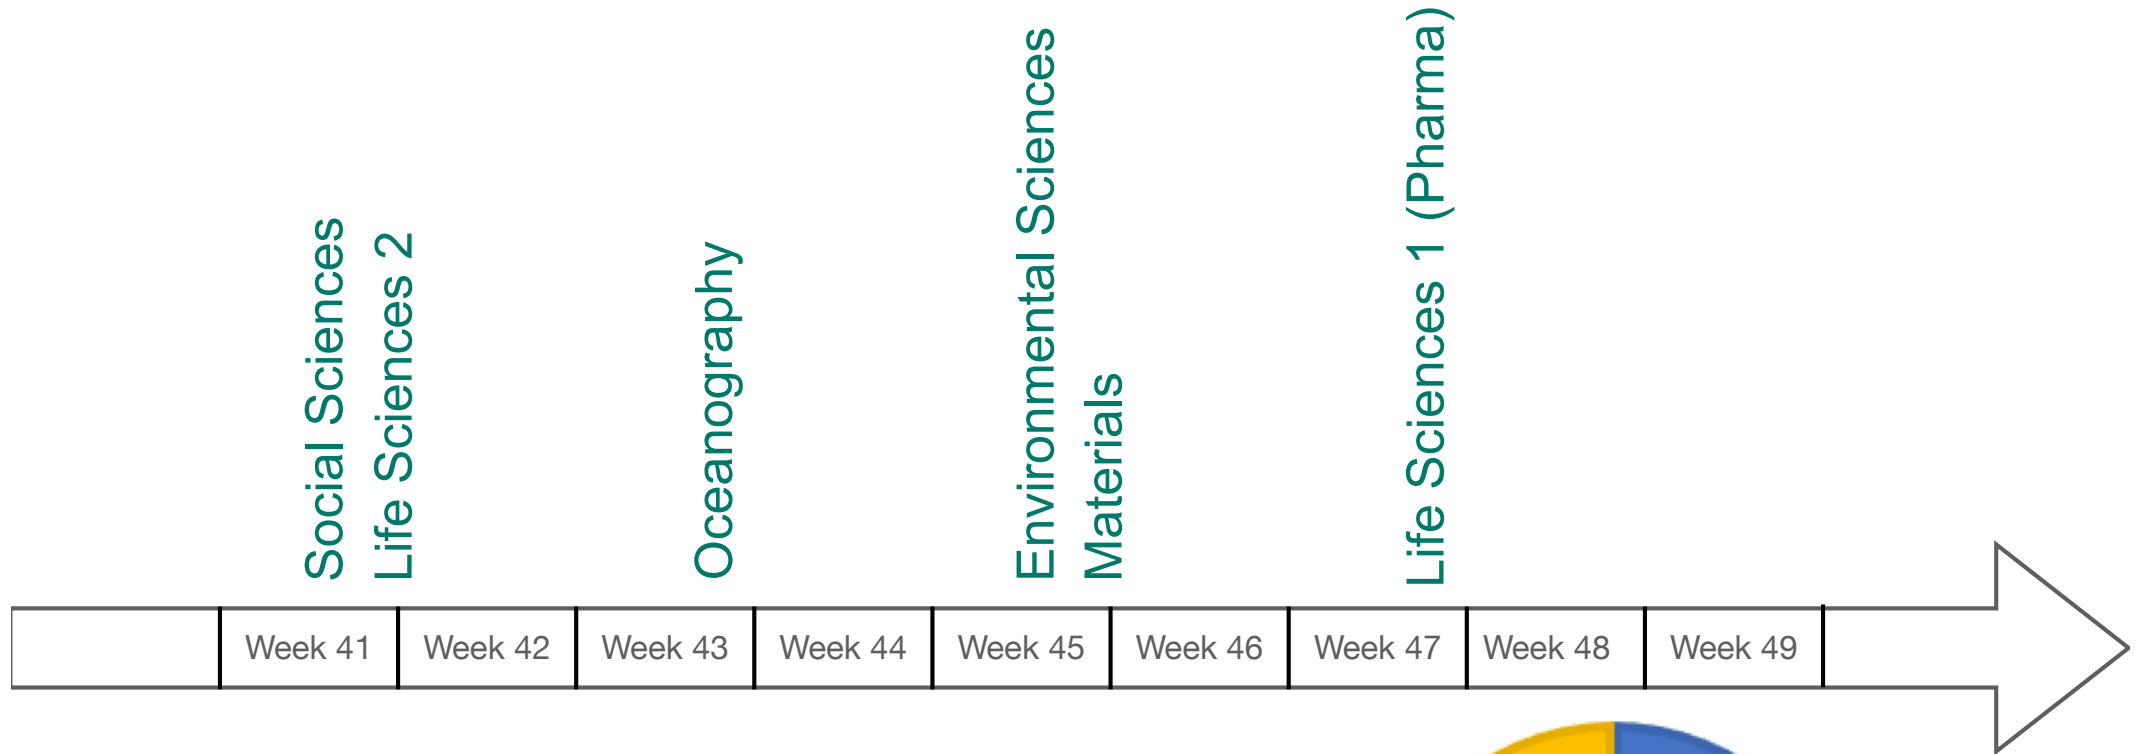 Social Sciences
Life Sciences 2
Oceanography
Environmental Sciences
Materials
Life Sciences 1 (Pharma)
Week 41
Week 42
Week 43
Week 44
Week 45
Week 46
Week 47
Week 48
Week 49